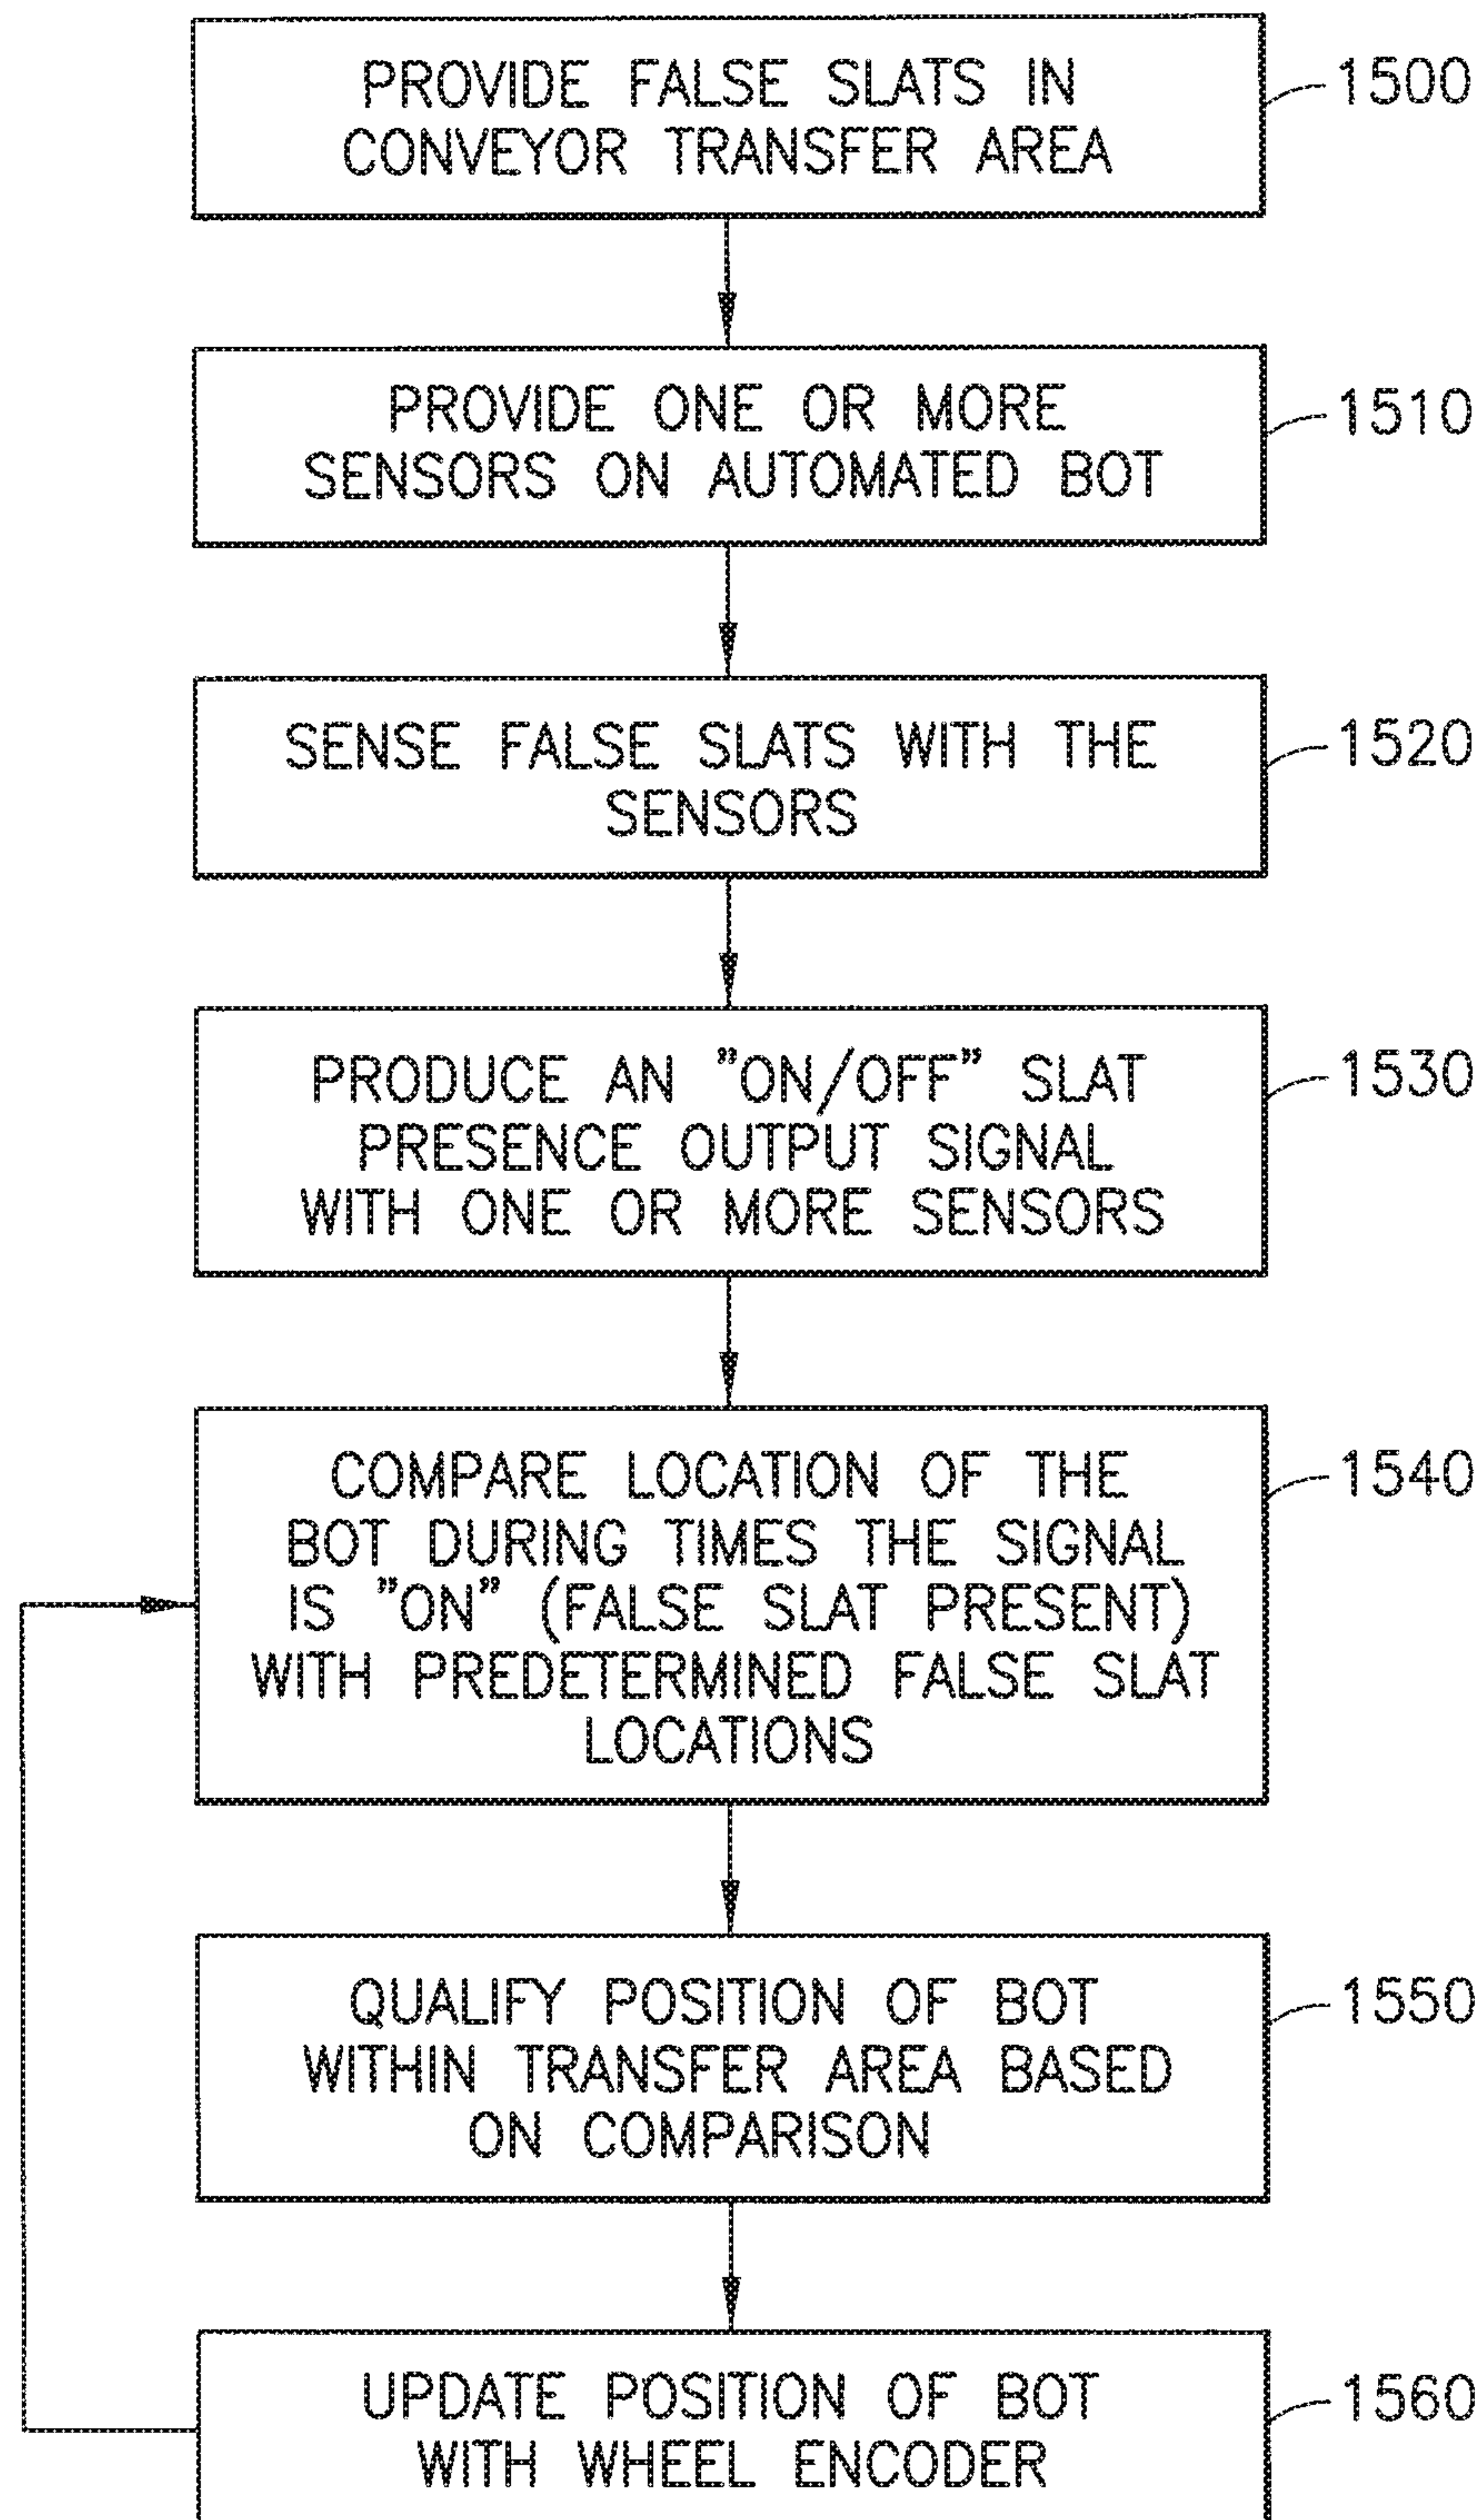 PROVIDE FALSE SLATS IN
CONVEYOR TRANSFER AREA
1500
PROVIDE ONE OR MORE
SENSORS ON AUTOMATED BOT
1510
SENSE FALSE SLATS WITH THE
SENSORS
1520
PRODUCE AN "ON/OFF" SLAT
PRESENCE OUTPUT SIGNAL
WITH ONE OR MORE SENSORS
1530
COMPARE LOCATION OF THE
BOT DURING TIMES THE SIGNAL
IS "ON" (FALSE SLAT PRESENT)
WITH PREDETERMINED FALSE SLAT
LOCATIONS
1540
QUALIFY POSITION OF BOT
WITHIN TRANSFER AREA BASED
ON COMPARISON
1550
UPDATE POSITION OF BOT
WITH WHEEL ENCODER
1560